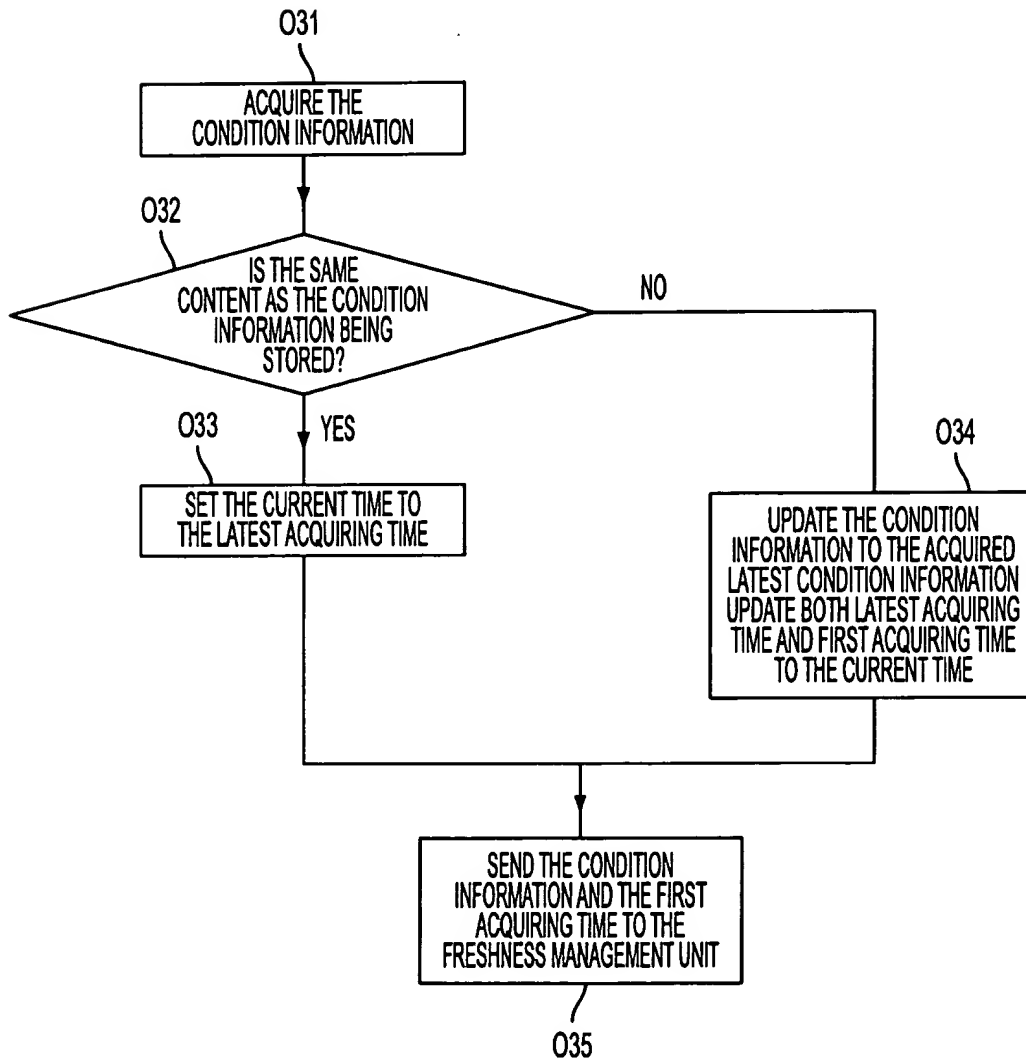 O31
ACQUIRE THE
CONDITION INFORMATION
O32
IS THE SAME
CONTENT AS THE CONDITION
INFORMATION BEING
STORED?
NO
YES
O33
SET THE CURRENT TIME TO
THE LATEST ACQUIRING TIME
O34
UPDATE THE CONDITION
INFORMATION TO THE ACQUIRED
LATEST CONDITION INFORMATION
UPDATE BOTH LATEST ACQUIRING
TIME AND FIRST ACQUIRING TIME
TO THE CURRENT TIME
SEND THE CONDITION
INFORMATION AND THE FIRST
ACQUIRING TIME TO THE
FRESHNESS MANAGEMENT UNIT
O35